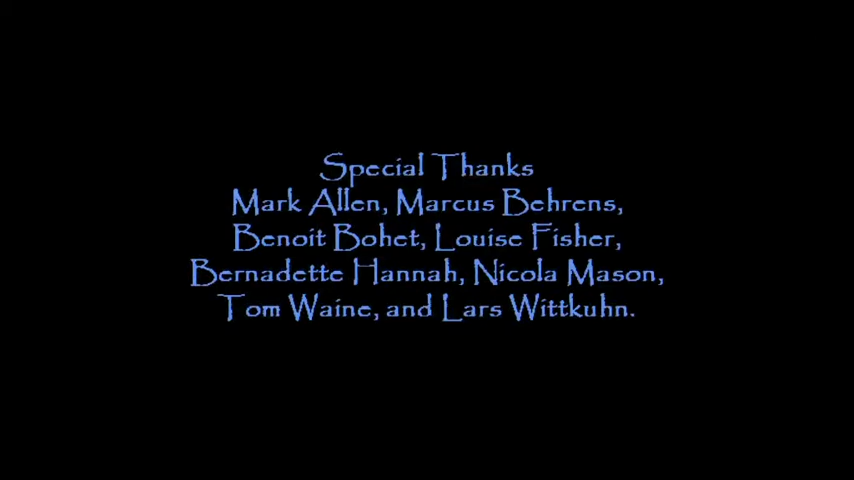 Special Thanks
Mark Allen, Marcus Behrens,
Benoit Bohet, Louise Fisher,
Bernadette Hannah, Nicola Mason,
Tom Waine, and Lars Wittkuhn.